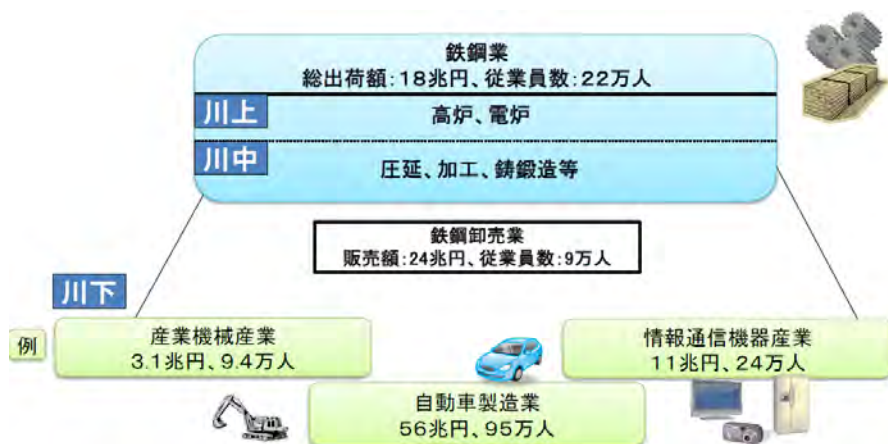 鉄鋼業
総出荷額:18兆円、従業員数:22万人
川上
高炉、電炉
川中
圧延、加工、鋳鍛造等
鉄鋼卸売業
販売額:24兆円、従業員数:9万人
川下
例
産業機械産業
3.1兆円、9.4万人
情報通信機器産業
11兆円、24万人
自動車製造業
56兆円、95万人